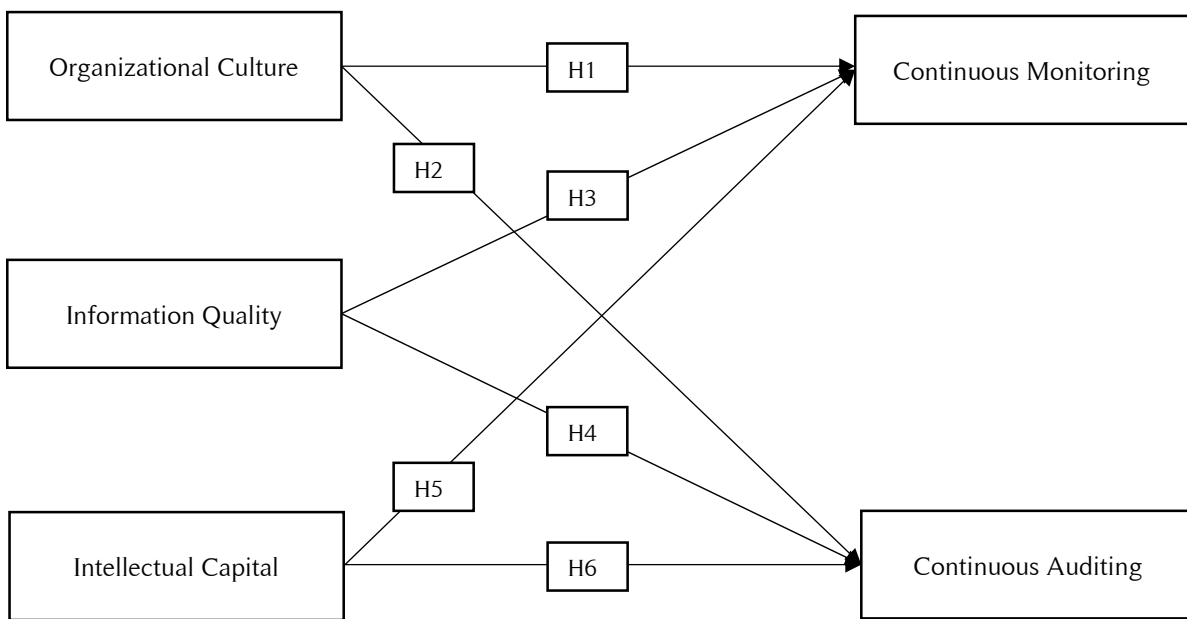 Organizational Culture
H1
Continuous Monitoring
H2
H3
Information Quality
H4
H5
Intellectual Capital
H6
Continuous Auditing